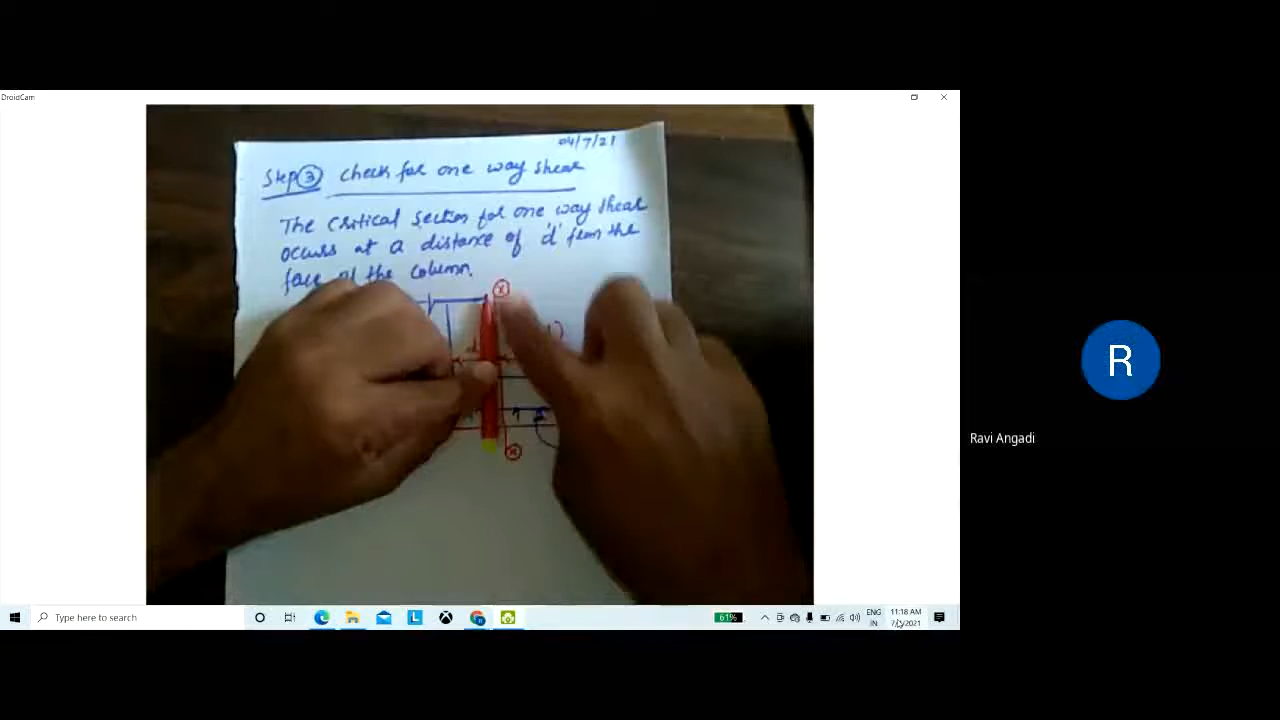 DroidCam
04/7/21
Step ③ Check for one way shear
The Critical Section for one way shear
occurs at a distance of 'd' from the
face of the column.
X
d
X
R
Ravi Angadi
Type here to search
61%
ENG
IN
11:18 AM